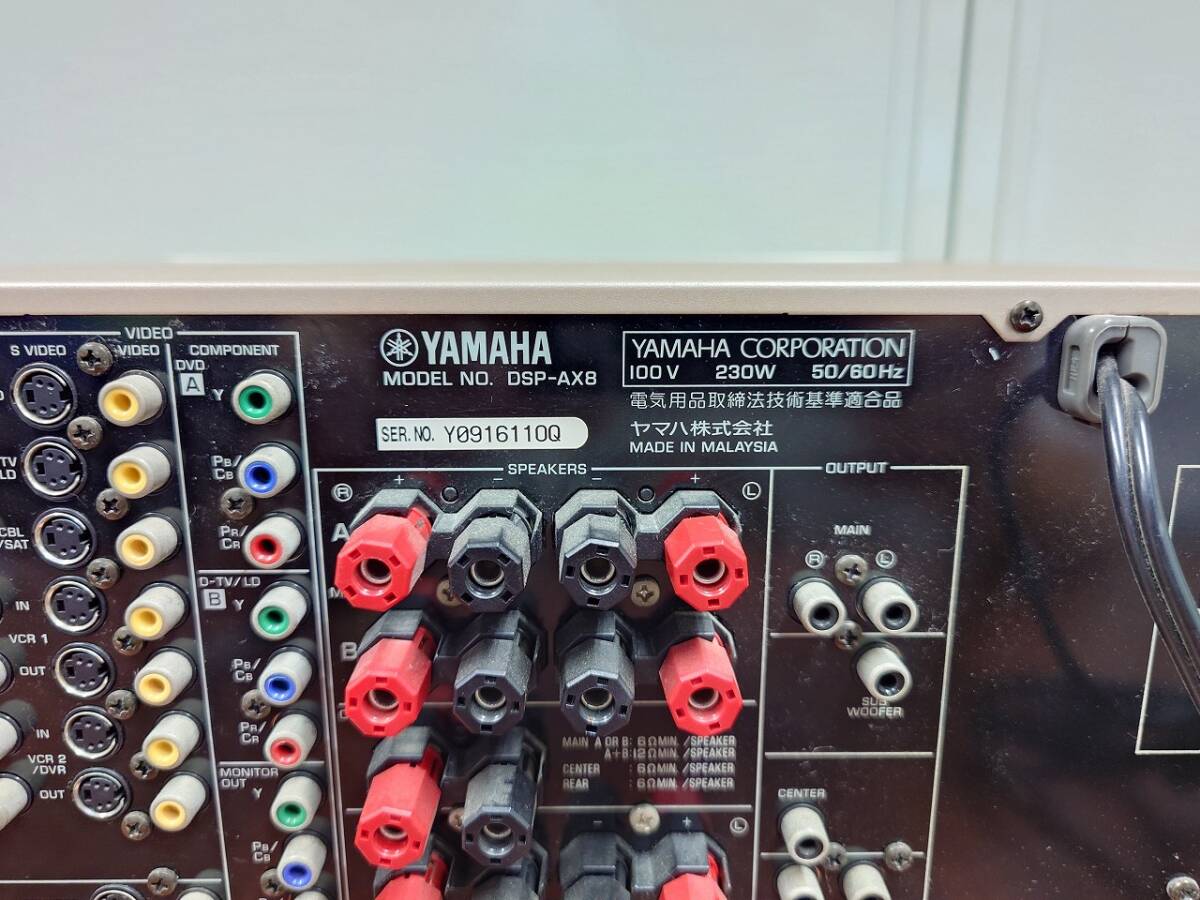 VIDEO
S VIDEO
VIDEO
COMPONENT
DVD
A
Y
PB/
CB
PR/
CR
D-TV/LD
B
Y
PB/
CB
PR/
CR
MONITOR
OUT
Y
PB/
CB
CBL
/SAT
IN
VCR 1
OUT
IN
VCR 2
/DVR
OUT
YAMAHA
MODEL NO. DSP-AX8
SER. NO. Y0916110Q
YAMAHA CORPORATION
100V 230W 50/60Hz
電気用品取締法技術基準適合品
ヤマハ株式会社
MADE IN MALAYSIA
SPEAKERS
R + - - + L
A
B
MAIN A OR B: 6ΩMIN. /SPEAKER
A+B:12ΩMIN. /SPEAKER
CENTER : 6ΩMIN. /SPEAKER
REAR : 6ΩMIN. /SPEAKER
- + L
OUTPUT
MAIN
R L
SUB
WOOFER
CENTER